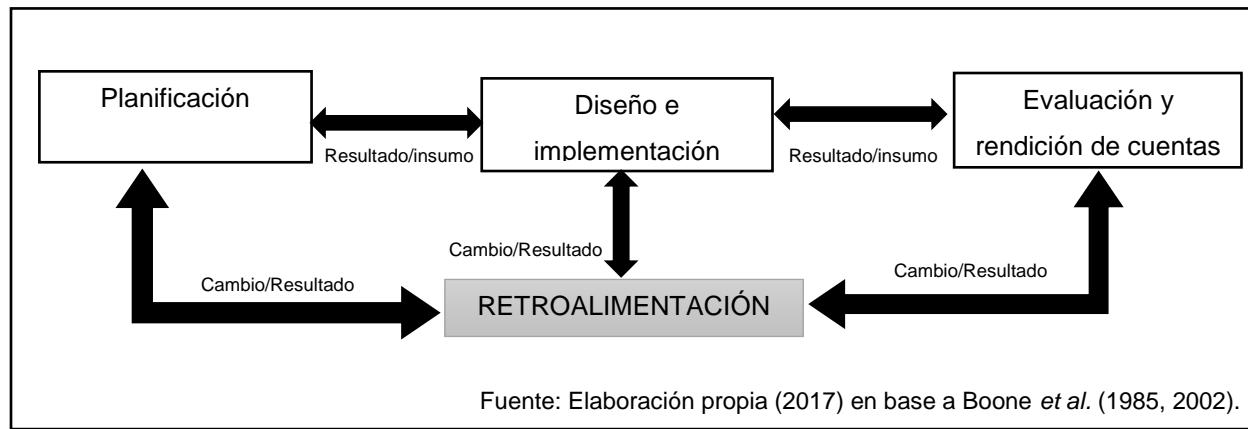 Planificación
Diseño e
implementación
Evaluación y
rendición de cuentas
Resultado/insumo
Resultado/insumo
Cambio/Resultado
Cambio/Resultado
Cambio/Resultado
RETROALIMENTACIÓN
Fuente: Elaboración propia (2017) en base a Boone et al. (1985, 2002).